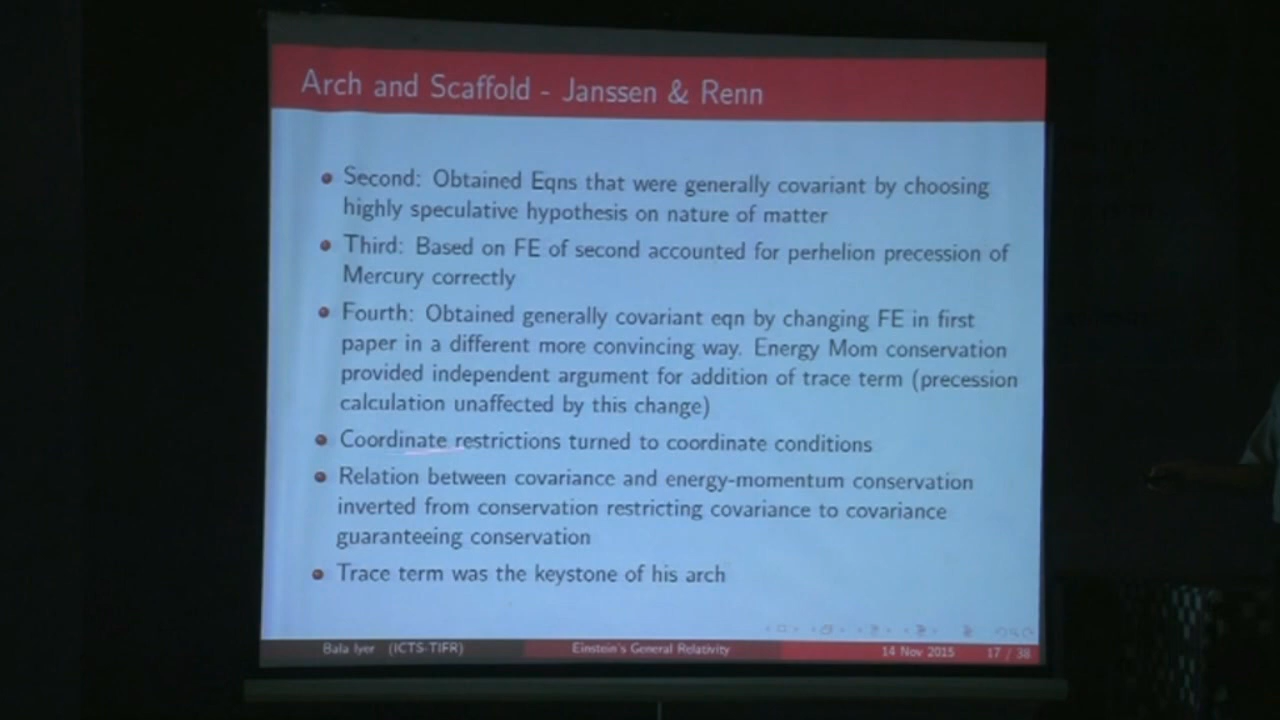 Arch and Scaffold - Janssen & Renn
Second: Obtained Eqns that were generally covariant by choosing
highly speculative hypothesis on nature of matter
Third: Based on FE of second accounted for perhelion precession of
Mercury correctly
Fourth: Obtained generally covariant eqn by changing FE in first
paper in a different more convincing way. Energy Mom conservation
provided independent argument for addition of trace term (precession
calculation unaffected by this change)
Coordinate restrictions turned to coordinate conditions
Relation between covariance and energy-momentum conservation
inverted from conservation restricting covariance to covariance
guaranteeing conservation
Trace term was the keystone of his arch
Bala Iyer (ICTS-TIFR) Einstein's General Relativity 14 Nov 2015 17 / 38